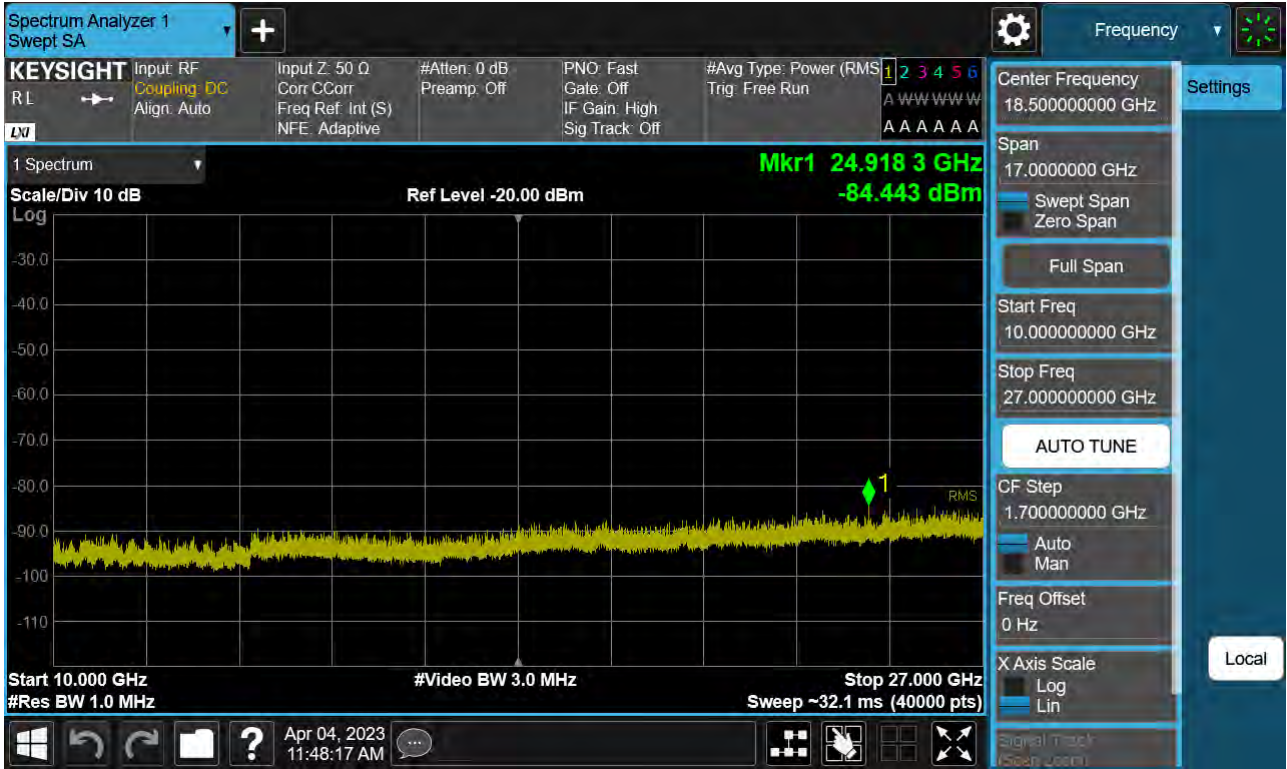 Spectrum Analyzer 1
Swept SA
Frequency
KEYSIGHT
R L
LXI
Input: RF
Coupling: DC
Align: Auto
Input Z: 50 Ω
Corr CCorr
Freq Ref: Int (S)
NFE: Adaptive
#Atten: 0 dB
Preamp: Off
PNO: Fast
Gate: Off
IF Gain: High
Sig Track: Off
#Avg Type: Power (RMS
Trig: Free Run
1 2 3 4 5 6
A W W W W W
A A A A A A
1 Spectrum
Mkr1 24.918 3 GHz
Scale/Div 10 dB
Ref Level -20.00 dBm
-84.443 dBm
Log
-30.0
-40.0
-50.0
-60.0
-70.0
-80.0
1
RMS
-90.0
-100
-110
Start 10.000 GHz
#Video BW 3.0 MHz
Stop 27.000 GHz
#Res BW 1.0 MHz
Sweep ~32.1 ms (40000 pts)
Center Frequency
18.500000000 GHz
Settings
Span
17.0000000 GHz
Swept Span
Zero Span
Full Span
Start Freq
10.000000000 GHz
Stop Freq
27.000000000 GHz
AUTO TUNE
CF Step
1.700000000 GHz
Auto
Man
Freq Offset
0 Hz
X Axis Scale
Log
Lin
Local
Signal Track
(Span Zoom)
?
Apr 04, 2023
11:48:17 AM